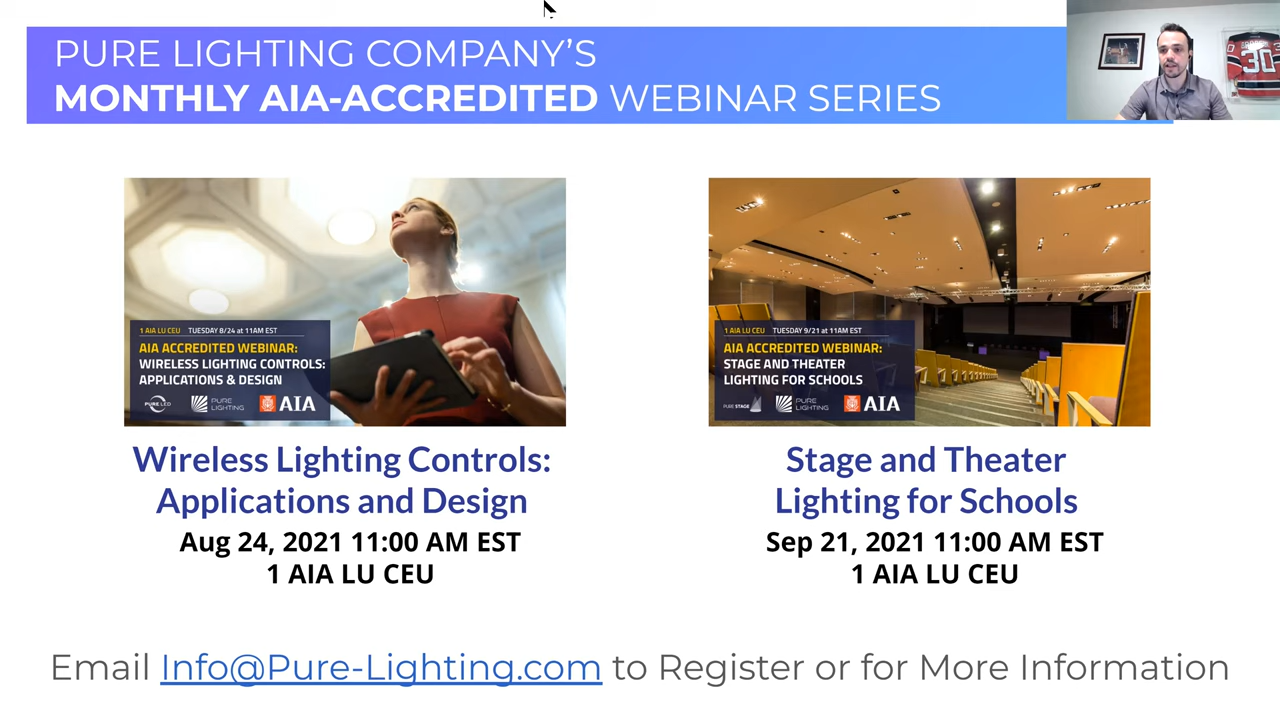 PURE LIGHTING COMPANY'S
MONTHLY AIA-ACCREDITED WEBINAR SERIES
30
1 AIA LU CEU TUESDAY 8/24 at 11AM EST
AIA ACCREDITED WEBINAR:
WIRELESS LIGHTING CONTROLS:
APPLICATIONS & DESIGN
PURE LED PURE LIGHTING AIA
1 AIA LU CEU TUESDAY 9/21 at 11AM EST
AIA ACCREDITED WEBINAR:
STAGE AND THEATER
LIGHTING FOR SCHOOLS
PURE STAGE PURE LIGHTING AIA
Wireless Lighting Controls:
Applications and Design
Aug 24, 2021 11:00 AM EST
1 AIA LU CEU
Stage and Theater
Lighting for Schools
Sep 21, 2021 11:00 AM EST
1 AIA LU CEU
Email Info@Pure-Lighting.com to Register or for More Information